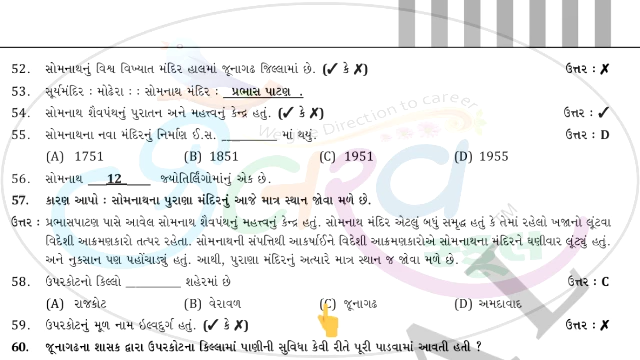 52. સોમનાથનું વિશ્વ વિખ્યાત મંદિર હાલમાં જૂનાગઢ જિલ્લામાં છે. (✓ કે ✗) ઉત્તર : ✗
53. સૂર્યમંદિર : મોઢેરા : : સોમનાથ મંદિર : પ્રભાસ પાટણ .
54. સોમનાથ શૈવપંથનું પુરાતન અને મહત્ત્વનું કેન્દ્ર હતું. (✓ કે ✗) ઉત્તર : ✓
55. સોમનાથના નવા મંદિરનું નિર્માણ ઈ.સ. __________ માં થયું. ઉત્તર : D
(A) 1751 (B) 1851 (C) 1951 (D) 1955
56. સોમનાથ 12 જ્યોતિર્લિંગોમાંનું એક છે.
57. કારણ આપો : સોમનાથના પુરાણા મંદિરનું આજે માત્ર સ્થાન જોવા મળે છે.
ઉત્તર : પ્રભાસપાટણ પાસે આવેલ સોમનાથ શૈવપંથનું મહત્ત્વનું કેન્દ્ર હતું. સોમનાથ મંદિર એટલું બધું સમૃદ્ધ હતું કે તેમાં રહેલો ખજાનો લૂંટવા
વિદેશી આક્રમણકારો તત્પર રહેતા. સોમનાથની સંપત્તિથી આકર્ષાઈને વિદેશી આક્રમણકારોએ સોમનાથના મંદિરને ઘણીવાર લૂંટ્યું હતું.
અને નુકસાન પણ પહોંચાડ્યું હતું. આથી, પુરાણા મંદિરનું અત્યારે માત્ર સ્થાન જ જોવા મળે છે.
58. ઉપરકોટનો કિલ્લો __________ શહેરમાં છે ઉત્તર : C
(A) રાજકોટ (B) વેરાવળ (C) જૂનાગઢ (D) અમદાવાદ
59. ઉપરકોટનું મૂળ નામ ઇલ્વદુર્ગ હતું. (✓ કે ✗) ઉત્તર : ✗
60. જૂનાગઢના શાસક દ્વારા ઉપરકોટના કિલ્લામાં પાણીની સુવિધા કેવી રીતે પૂરી પાડવામાં આવતી હતી ?